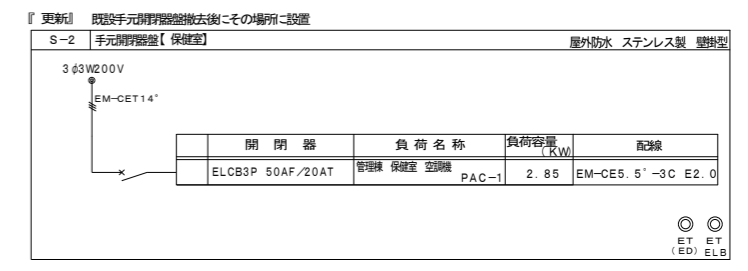 『 更新』 既設手元開閉器盤撤去後にその場所に設置
S－2 手元開閉器盤【 保健室】 屋外防水 ステンレス製 壁掛型
3φ3W200V
EM－CET14°
開 閉 器 負 荷 名 称 負荷容量(KW) 配線
ELCB3P 50AF／20AT 管理棟 保健室 空調機 PAC－1 2．85 EM－CE5．5°－3C E2．0
ET ET
(ED) ELB